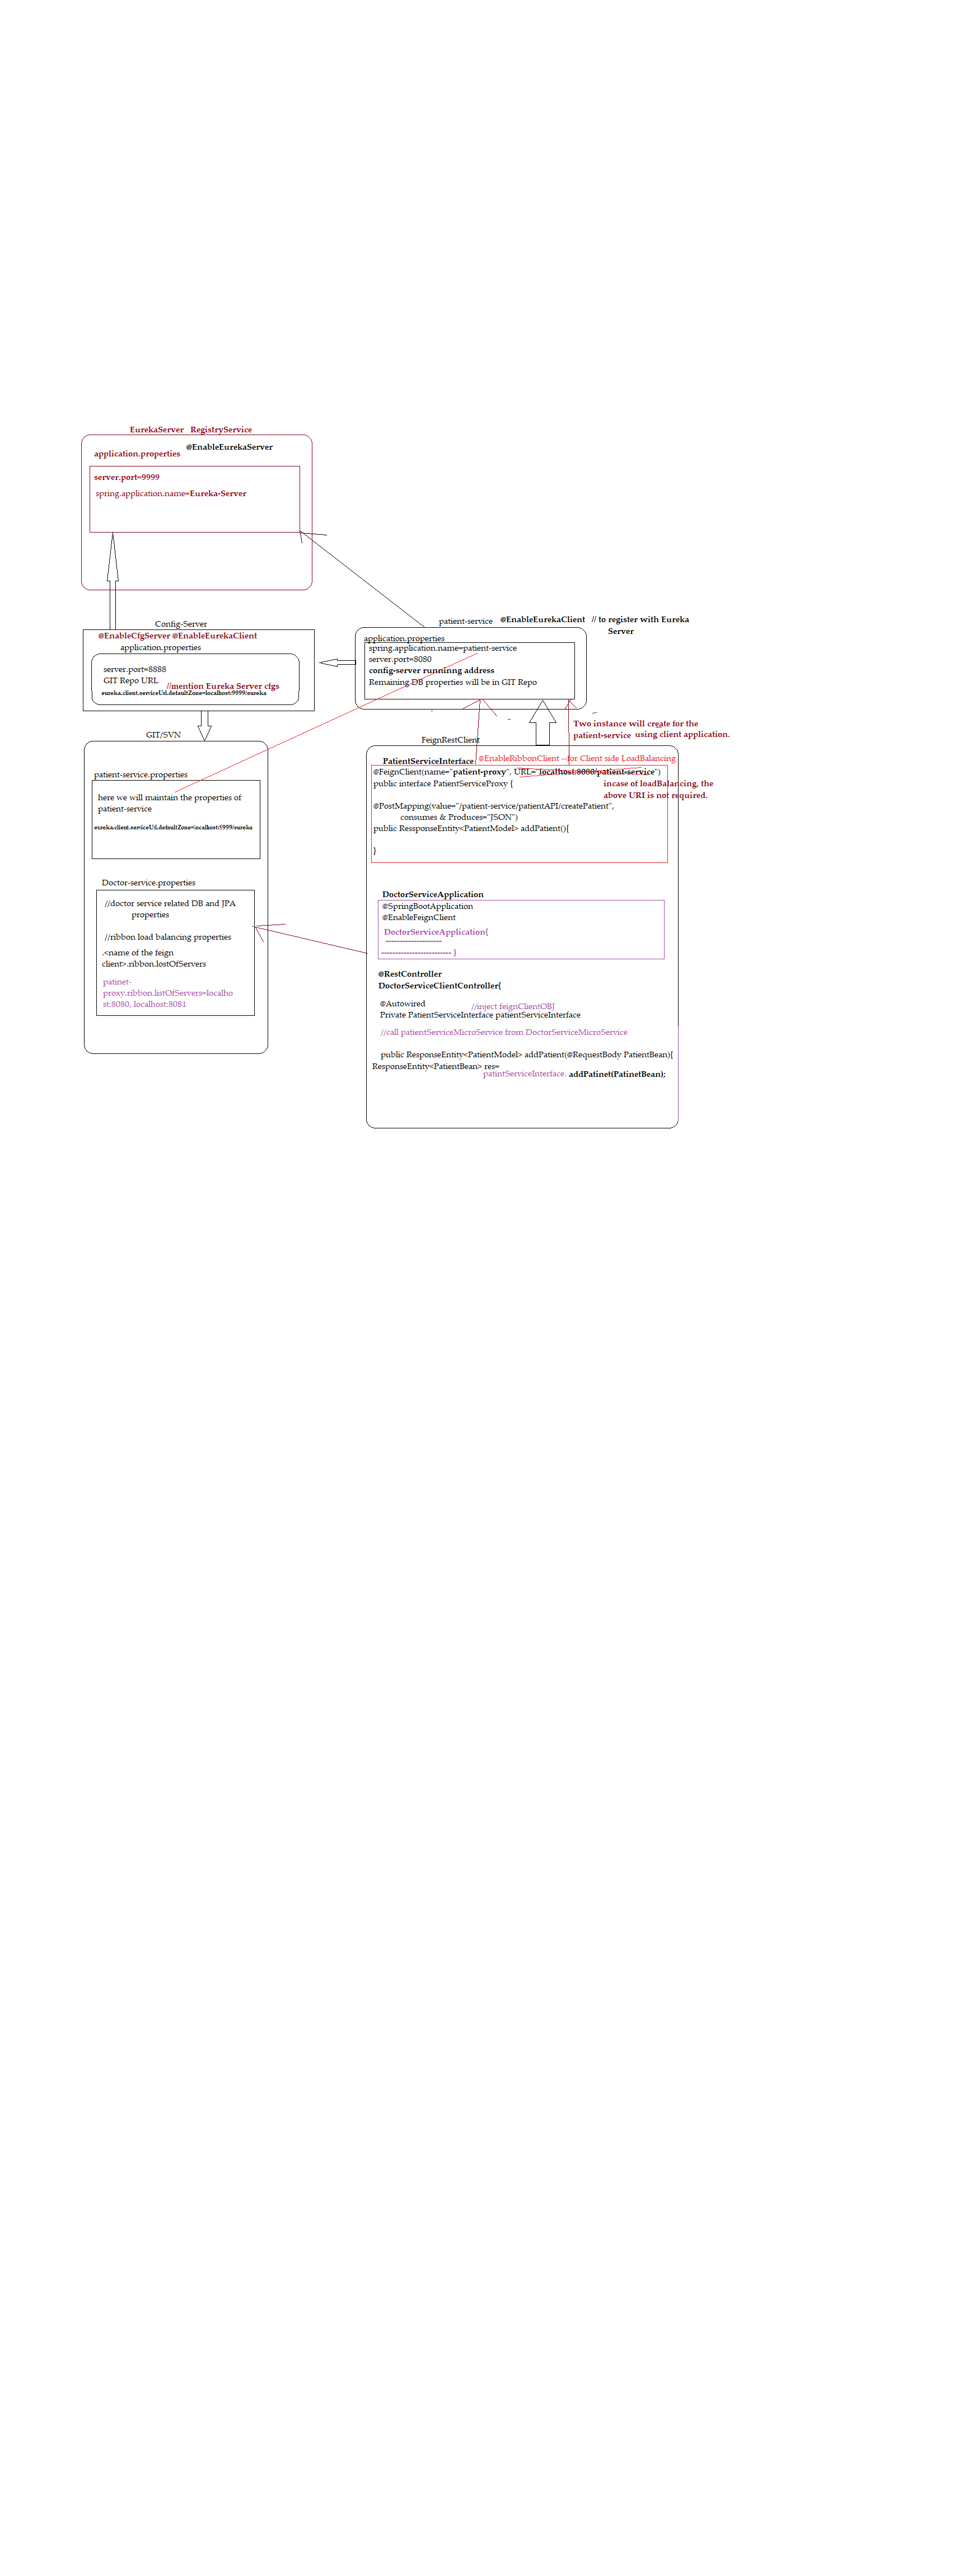 EurekaServer   RegistryService
@EnableEurekaServer
application.properties
server.port=9999
spring.application.name=Eureka-Server
Config-Server
@EnableCfgServer @EnableEurekaClient
application.properties
server.port=8888
GIT Repo URL
//mention Eureka Server cfgs
eureka.client.serviceUrl.defaultZone=localhost:9999/eureka
patient-service
@EnableEurekaClient   // to register with Eureka
Server
application.properties
spring.application.name=patient-service
server.port=8080
config-server runninng address
Remaining DB properties will be in GIT Repo
Two instance will create for the
patient-service  using client application.
GIT/SVN
patient-service.properties
here we will maintain the properties of
patient-service
eureka.client.serviceUrl.defaultZone=localhost:9999/eureka
Doctor-service.properties
//doctor service related DB and JPA
properties
//ribbon load balancing properties
.<name of the feign
client>.ribbon.lostOfServers
patinet-
proxy.ribbon.listOfServers=localho
st:8080, localhost:8081
FeignRestClient
PatientServiceInterface
@EnableRibbonClient --for Client side LoadBalancing
@FeignClient(name="patient-proxy", URL="localhost:8080/patient-service")
public interface PatientServiceProxy {
incase of loadBalancing, the
above URI is not required.
@PostMapping(value="/patient-service/patientAPI/createPatient",
consumes & Produces="JSON")
public RessponseEntity<PatientModel> addPatient(){
}
DoctorServiceApplication
@SpringBootApplication
@EnableFeignClient
DoctorServiceApplication{
--------------------
------------------------- }
@RestController
DoctorServiceClientController{
@Autowired
//inject feignClientOBJ
Private PatientServiceInterface patientServiceInterface
//call patientServiceMicroService from DoctorServiceMicroService
public ResponseEntity<PatientModel> addPatient(@RequestBody PatientBean){
ResponseEntity<PatientBean> res=
patintServiceInterface. addPatinet(PatinetBean);